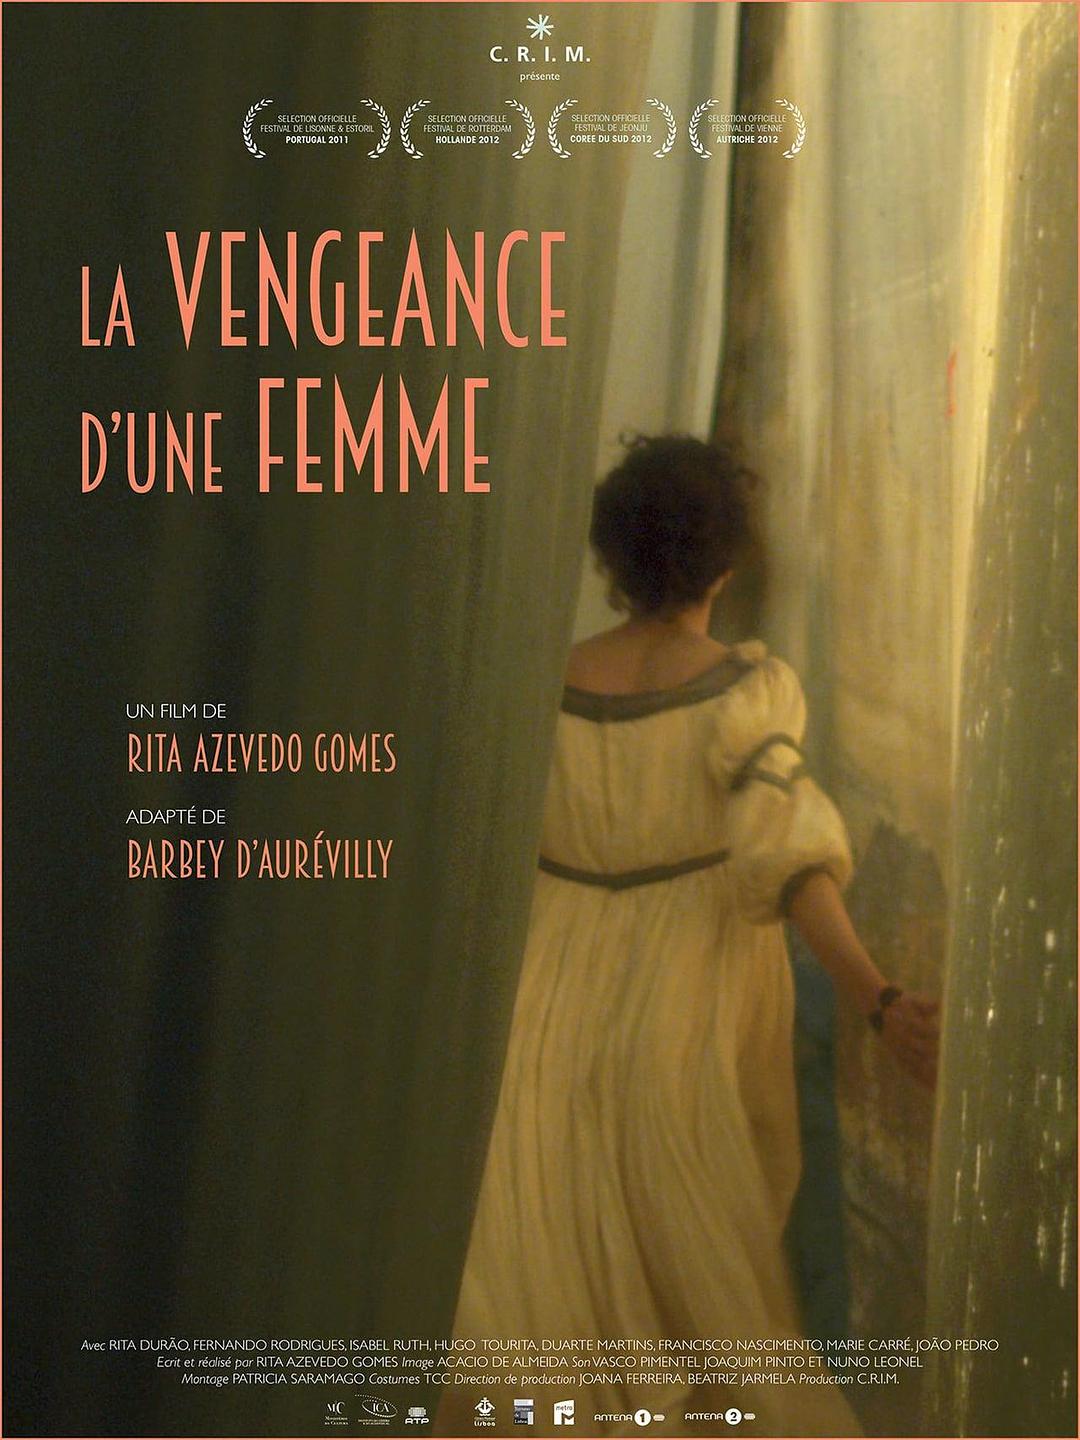 C. R. I. M.
présente
SELECTION OFFICIELLE
FESTIVAL DE LISONNE & ESTORIL
PORTUGAL 2011
SELECTION OFFICIELLE
FESTIVAL DE ROTTERDAM
HOLLANDE 2012
SELECTION OFFICIELLE
FESTIVAL DE JEONJU
COREE DU SUD 2012
SELECTION OFFICIELLE
FESTIVAL DE VIENNE
AUTRICHE 2012
LA VENGEANCE
D'UNE FEMME
UN FILM DE
RITA AZEVEDO GOMES
ADAPTÉ DE
BARBEY D'AURÉVILLY
Avec RITA DURÃO, FERNANDO RODRIGUES, ISABEL RUTH, HUGO TOURITA, DUARTE MARTINS, FRANCISCO NASCIMENTO, MARIE CARRÉ, JOÃO PEDRO
Ecrit et réalisé par RITA AZEVEDO GOMES Image ACACIO DE ALMEIDA Son VASCO PIMENTEL JOAQUIM PINTO ET NUNO LEONEL
Montage PATRICIA SARAMAGO Costumes TCC Direction de production JOANA FERREIRA, BEATRIZ JARMELA Production C.R.I.M.
MC
ICA
RTP
Lisboa
metro
ANTENA 1
ANTENA 2